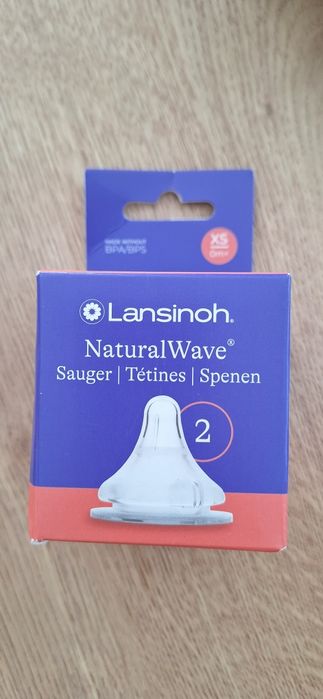 MADE WITHOUT
BPA/BPS
XS
0m+
Lansinoh®
NaturalWave®
Sauger | Tétines | Spenen
2